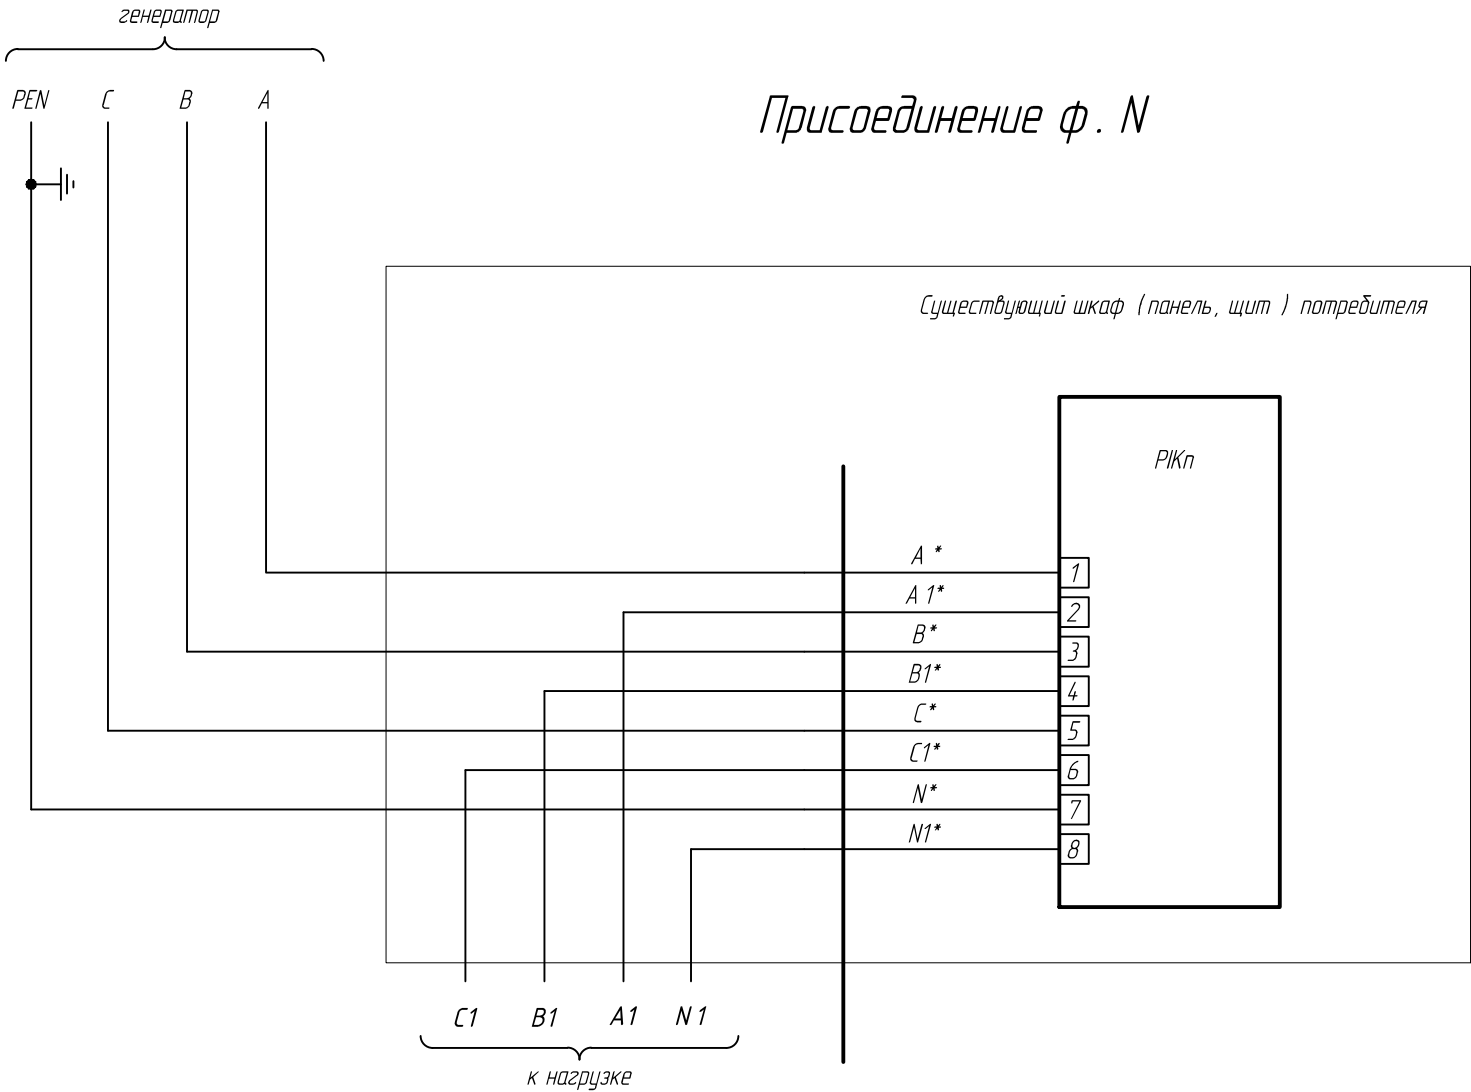 генератор
PEN C B A
Присоединение ф. N
Существующий шкаф (панель, щит ) потребителя
PIKп
A *
1
A 1*
2
B*
3
B1*
4
C*
5
C1*
6
N*
7
N1*
8
C1 B1 A1 N1
к нагрузке